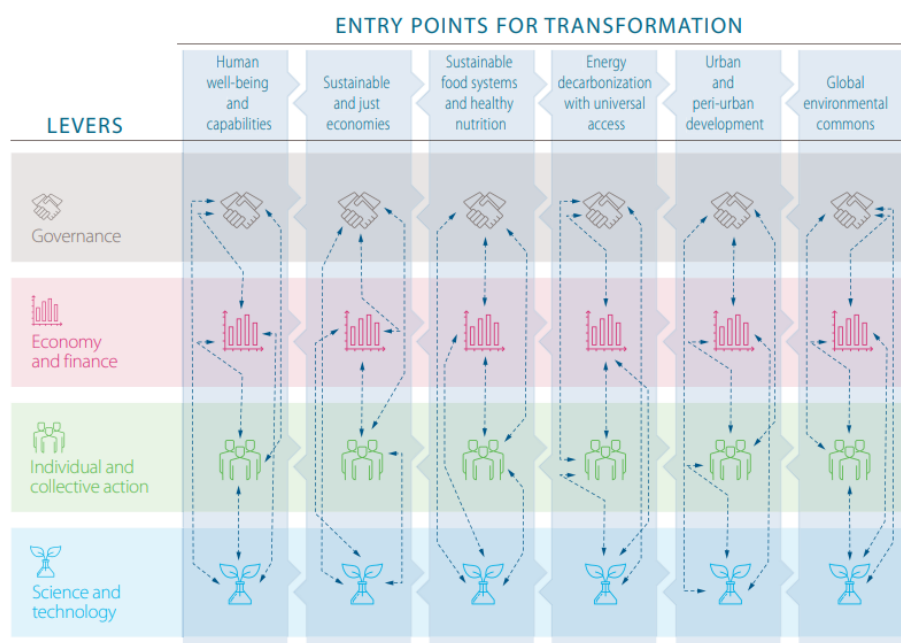 ENTRY POINTS FOR TRANSFORMATION
LEVERS
Human
well-being
and
capabilities
Sustainable
and just
economies
Sustainable
food systems
and healthy
nutrition
Energy
decarbonization
with universal
access
Urban
and
peri-urban
development
Global
environmental
commons
Governance
Economy
and finance
Individual and
collective action
Science and
technology